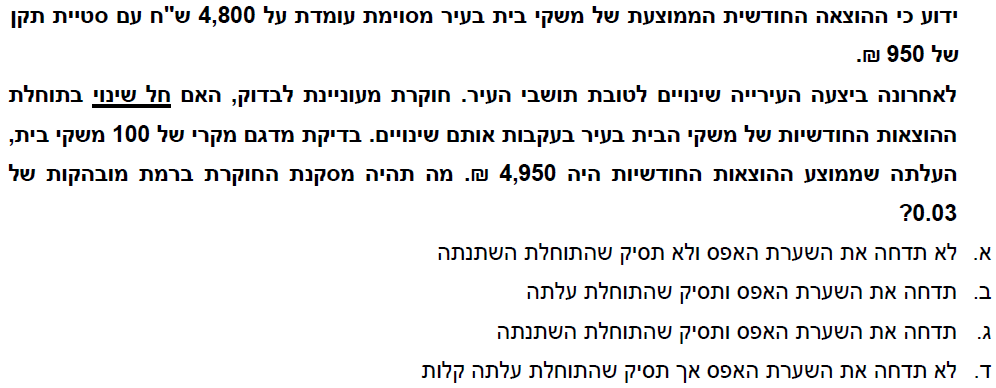 ידוע כי ההוצאה החודשית הממוצעת של משקי בית בעיר מסוימת עומדת על 4,800 ש"ח עם סטיית תקן
של 950 ₪.
לאחרונה ביצעה העירייה שינויים לטובת תושבי העיר. חוקרת מעוניינת לבדוק, האם חל שינוי בתוחלת
ההוצאות החודשיות של משקי הבית בעיר בעקבות אותם שינויים. בדיקת מדגם מקרי של 100 משקי בית,
העלתה שממוצע ההוצאות החודשיות היה 4,950 ₪. מה תהיה מסקנת החוקרת ברמת מובהקות של
0.03?
א. לא תדחה את השערת האפס ולא תסיק שהתוחלת השתנתה
ב. תדחה את השערת האפס ותסיק שהתוחלת עלתה
ג. תדחה את השערת האפס ותסיק שהתוחלת השתנתה
ד. לא תדחה את השערת האפס אך תסיק שהתוחלת עלתה קלות